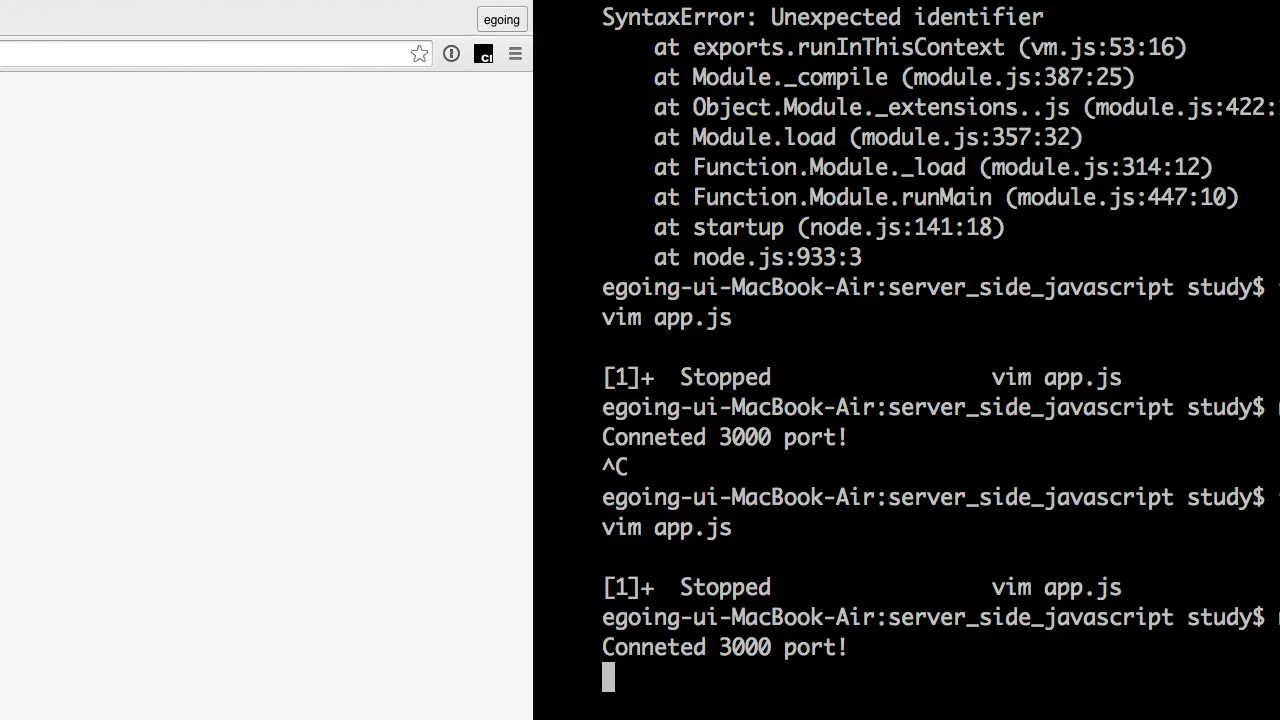 egoing
SyntaxError: Unexpected identifier
at exports.runInThisContext (vm.js:53:16)
at Module._compile (module.js:387:25)
at Object.Module._extensions..js (module.js:422:
at Module.load (module.js:357:32)
at Function.Module._load (module.js:314:12)
at Function.Module.runMain (module.js:447:10)
at startup (node.js:141:18)
at node.js:933:3
egoing-ui-MacBook-Air:server_side_javascript study$
vim app.js
[1]+  Stopped                 vim app.js
egoing-ui-MacBook-Air:server_side_javascript study$
Conneted 3000 port!
^C
egoing-ui-MacBook-Air:server_side_javascript study$
vim app.js
[1]+  Stopped                 vim app.js
egoing-ui-MacBook-Air:server_side_javascript study$
Conneted 3000 port!